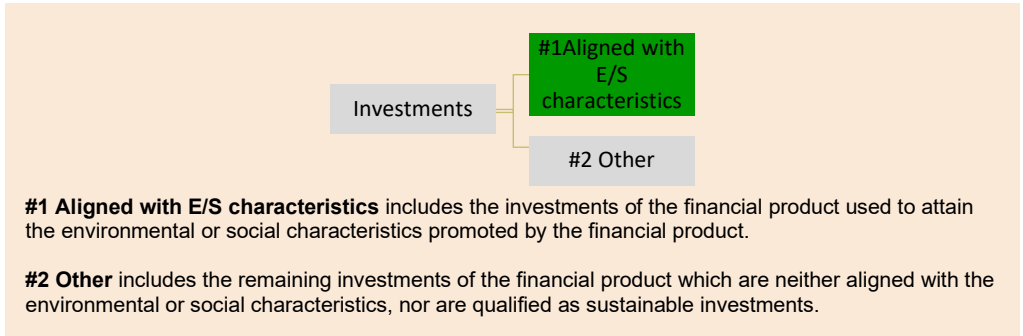 #1Aligned with
E/S
characteristics
Investments
#2 Other
#1 Aligned with E/S characteristics includes the investments of the financial product used to attain
the environmental or social characteristics promoted by the financial product.
#2 Other includes the remaining investments of the financial product which are neither aligned with the
environmental or social characteristics, nor are qualified as sustainable investments.